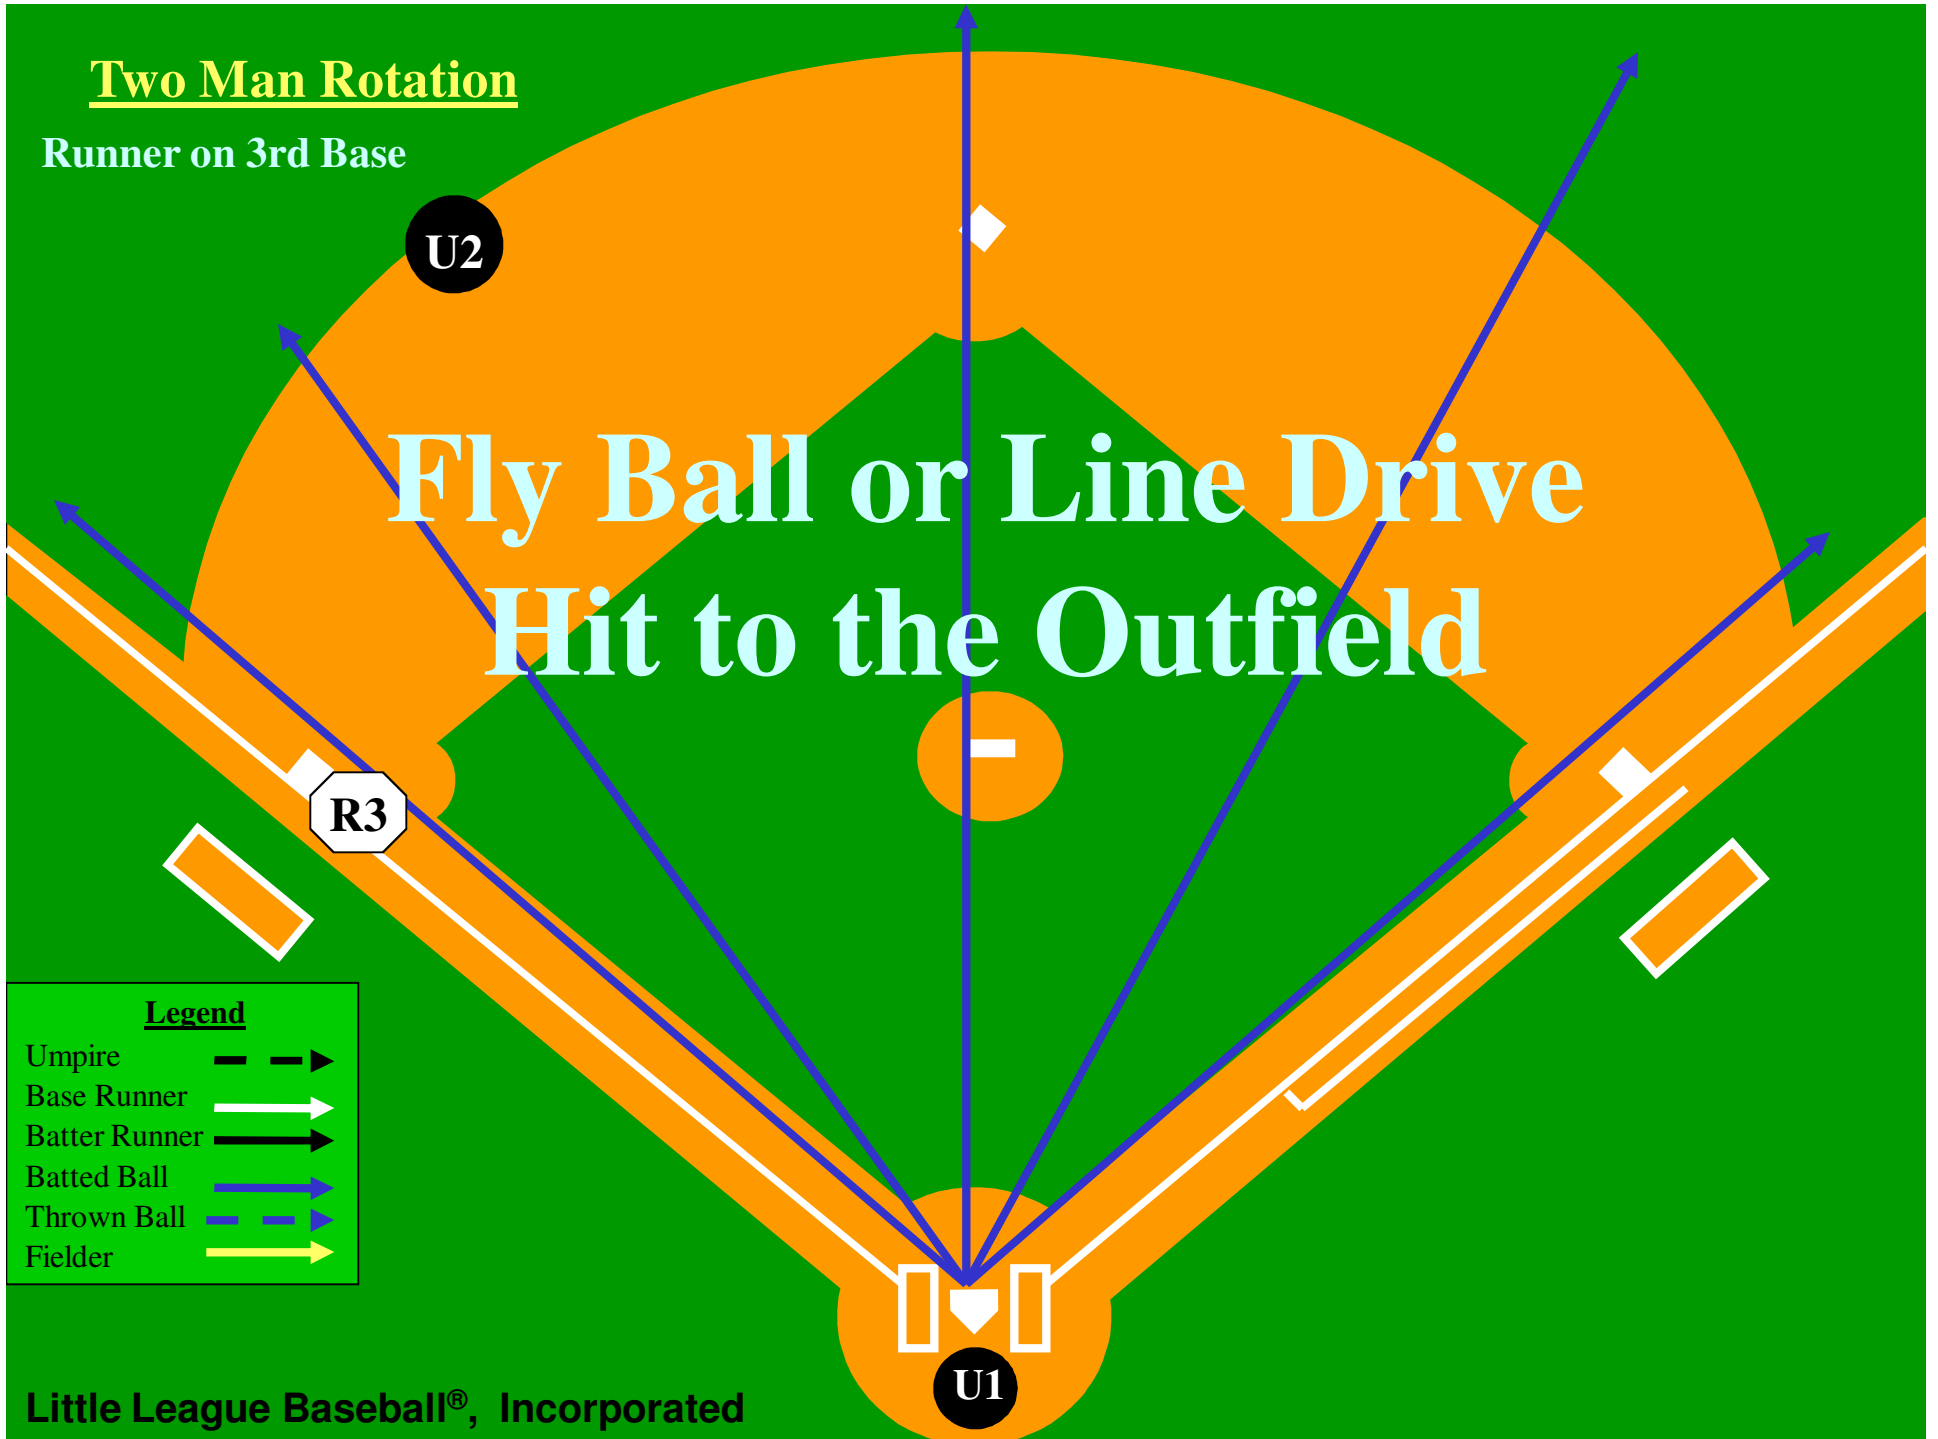 Two Man Rotation
Runner on 3rd Base
U2
Fly Ball or Line Drive
Hit to the Outfield
R3
Legend
Umpire
Base Runner
Batter Runner
Batted Ball
Thrown Ball
Fielder
U1
Little League Baseball®, Incorporated